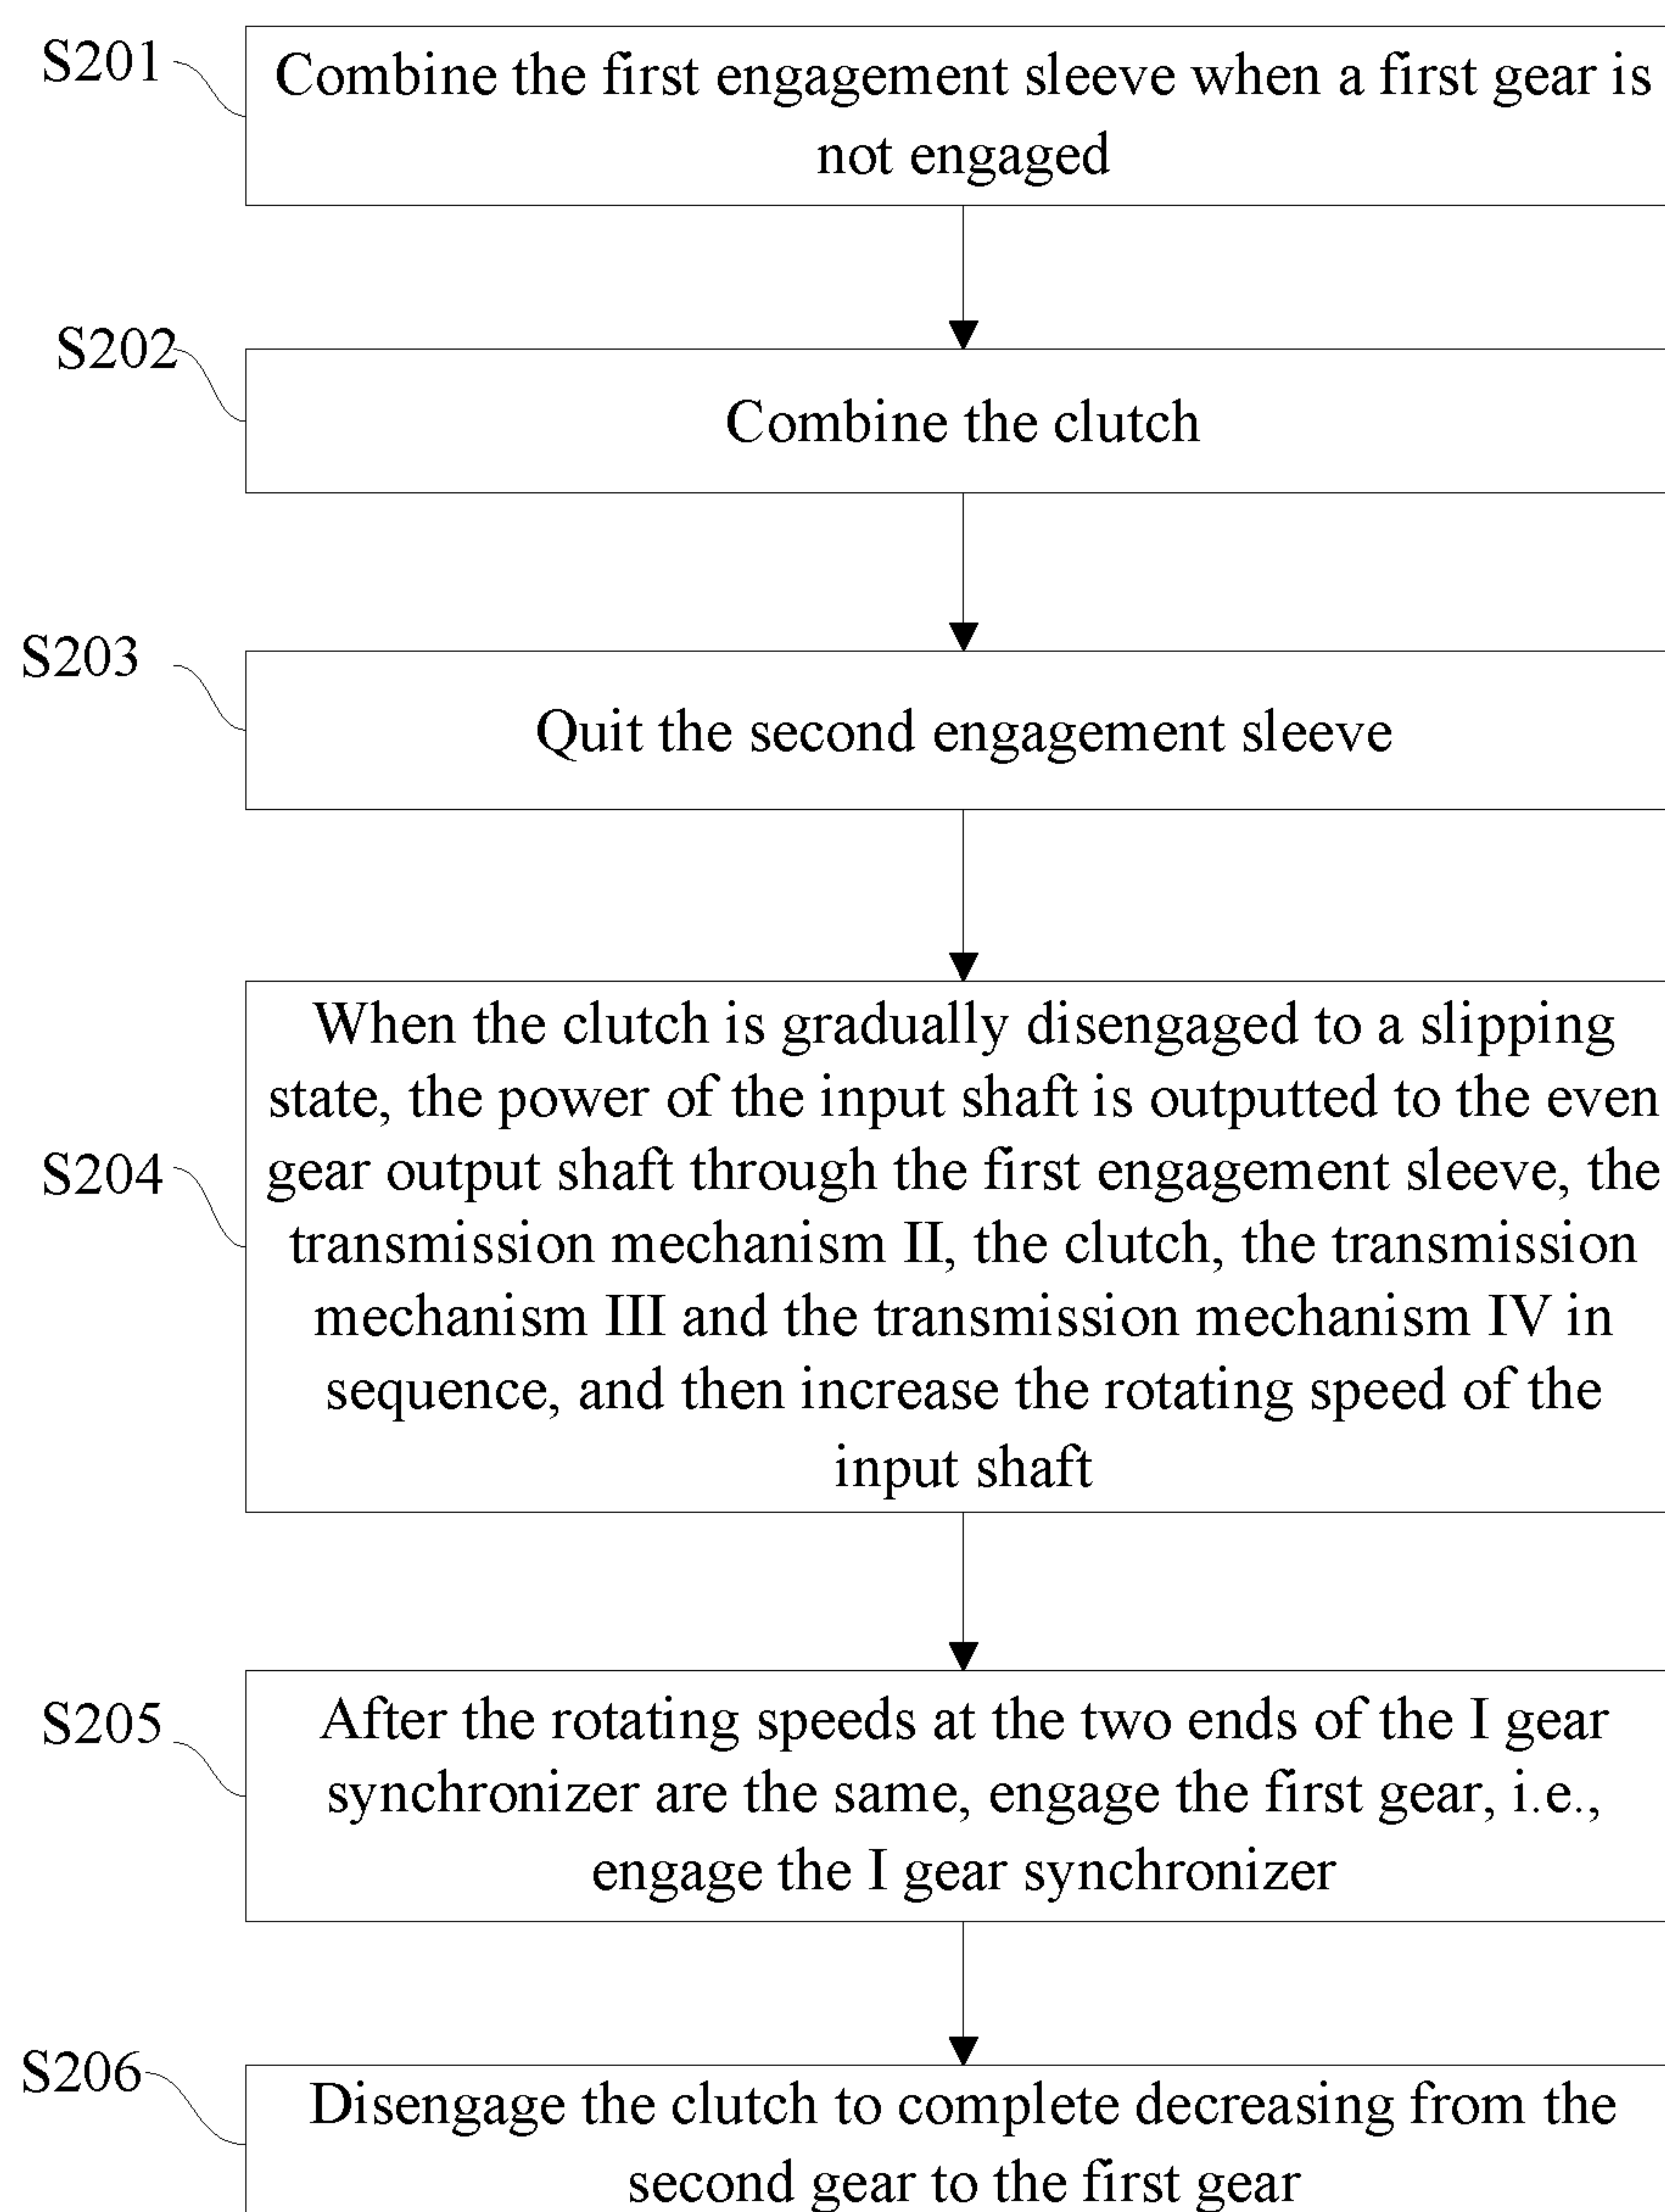 S201
Combine the first engagement sleeve when a first gear is
not engaged
S202
Combine the clutch
S203
Quit the second engagement sleeve
S204
When the clutch is gradually disengaged to a slipping
state, the power of the input shaft is outputted to the even
gear output shaft through the first engagement sleeve, the
transmission mechanism II, the clutch, the transmission
mechanism III and the transmission mechanism IV in
sequence, and then increase the rotating speed of the
input shaft
S205
After the rotating speeds at the two ends of the I gear
synchronizer are the same, engage the first gear, i.e.,
engage the I gear synchronizer
S206
Disengage the clutch to complete decreasing from the
second gear to the first gear